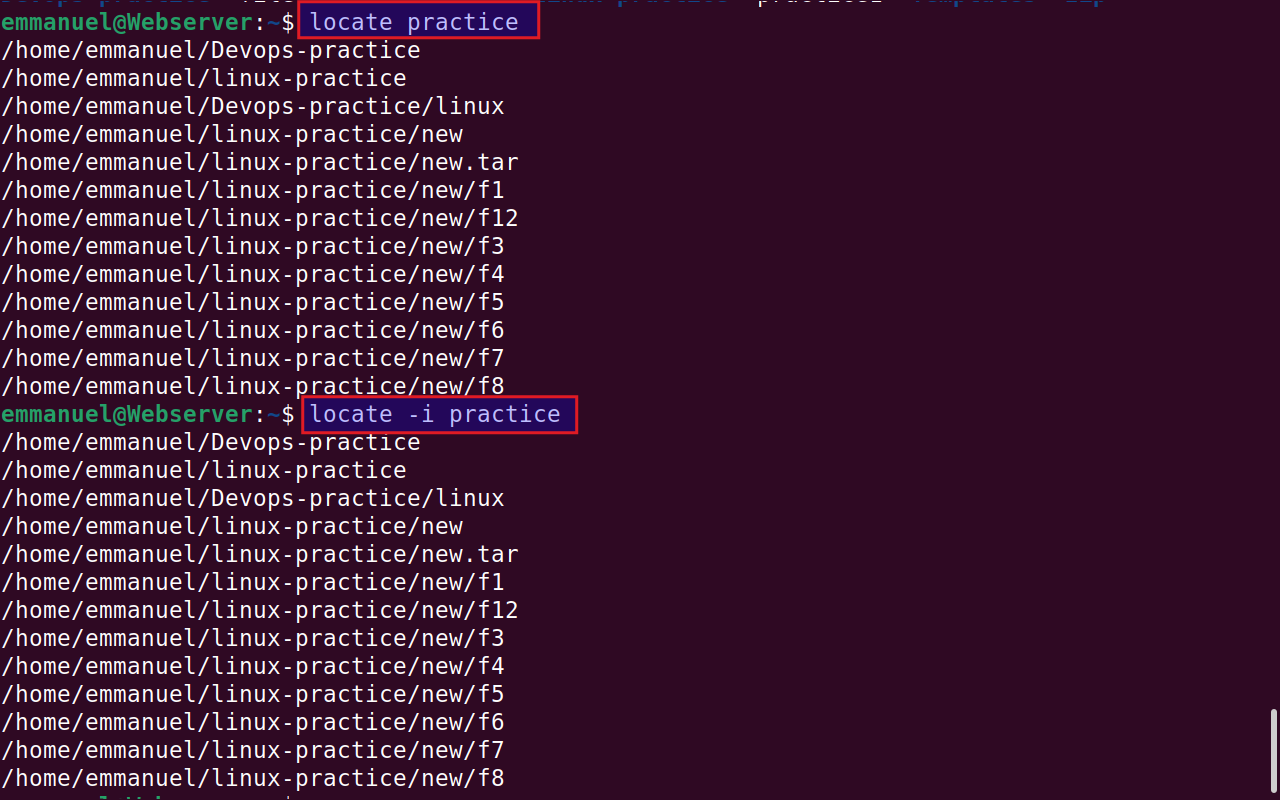 emmanuel@Webserver:~$ locate practice
/home/emmanuel/Devops-practice
/home/emmanuel/linux-practice
/home/emmanuel/Devops-practice/linux
/home/emmanuel/linux-practice/new
/home/emmanuel/linux-practice/new.tar
/home/emmanuel/linux-practice/new/f1
/home/emmanuel/linux-practice/new/f12
/home/emmanuel/linux-practice/new/f3
/home/emmanuel/linux-practice/new/f4
/home/emmanuel/linux-practice/new/f5
/home/emmanuel/linux-practice/new/f6
/home/emmanuel/linux-practice/new/f7
/home/emmanuel/linux-practice/new/f8
emmanuel@Webserver:~$ locate -i practice
/home/emmanuel/Devops-practice
/home/emmanuel/linux-practice
/home/emmanuel/Devops-practice/linux
/home/emmanuel/linux-practice/new
/home/emmanuel/linux-practice/new.tar
/home/emmanuel/linux-practice/new/f1
/home/emmanuel/linux-practice/new/f12
/home/emmanuel/linux-practice/new/f3
/home/emmanuel/linux-practice/new/f4
/home/emmanuel/linux-practice/new/f5
/home/emmanuel/linux-practice/new/f6
/home/emmanuel/linux-practice/new/f7
/home/emmanuel/linux-practice/new/f8